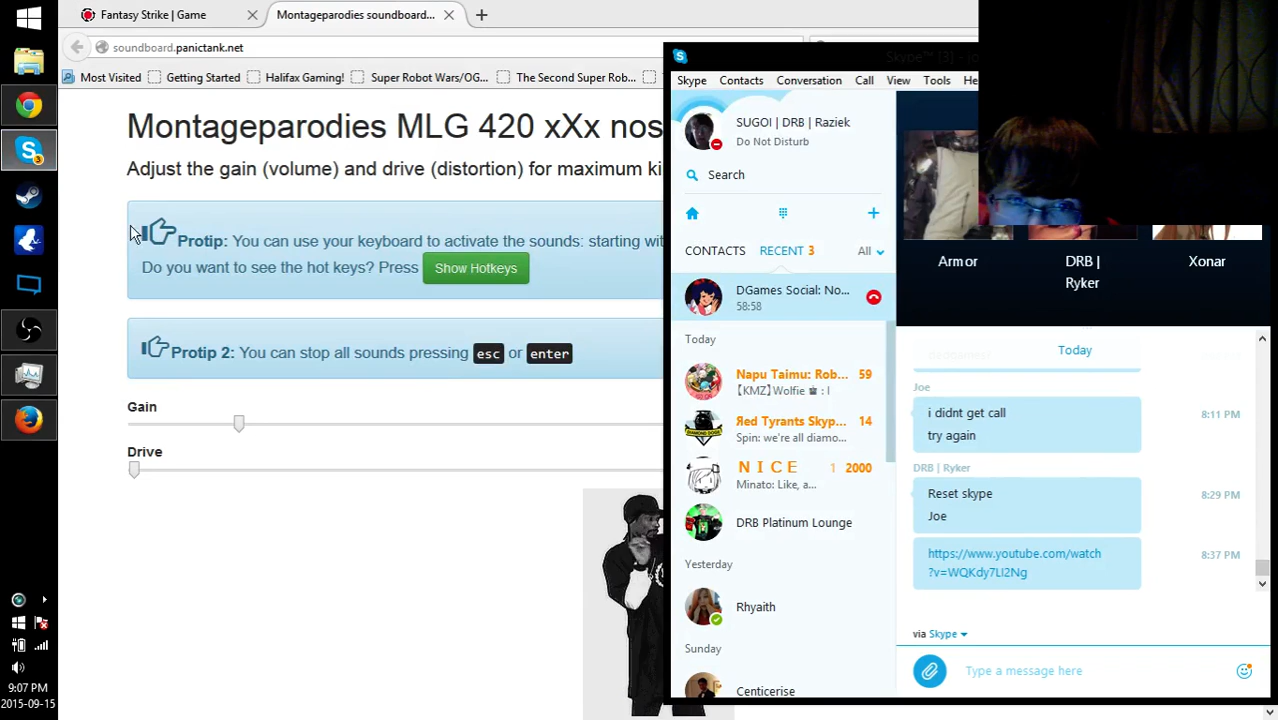 Fantasy Strike | Game
Montageparodies soundboard...
soundboard.panictank.net
Most Visited
Getting Started
Halifax Gaming!
Super Robot Wars/OG...
The Second Super Rob...
Montageparodies MLG 420 xXx nos
Adjust the gain (volume) and drive (distortion) for maximum ki
Protip: You can use your keyboard to activate the sounds: starting wit
Do you want to see the hot keys? Press Show Hotkeys
Protip 2: You can stop all sounds pressing esc or enter
Gain
Drive
Skype™ [3]
Skype Contacts Conversation Call View Tools He
SUGOI | DRB | Raziek
Do Not Disturb
Search
CONTACTS RECENT 3 All
DGames Social: No...
58:58
Today
Napu Taimu: Rob... 59
【KMZ】Wolfie : I
Яed Tyrants Skyp... 14
Spin: we're all diamo...
N I C E 1 2000
Minato: Like, a...
DRB Platinum Lounge
Yesterday
Rhyaith
Sunday
Centicerise
Armor
DRB |
Ryker
Xonar
Today
Joe
i didnt get call
try again
8:11 PM
DRB | Ryker
Reset skype
Joe
8:29 PM
https://www.youtube.com/watch
?v=WQKdy7LI2Ng
8:37 PM
via Skype
Type a message here
3
9:07 PM
2015-09-15